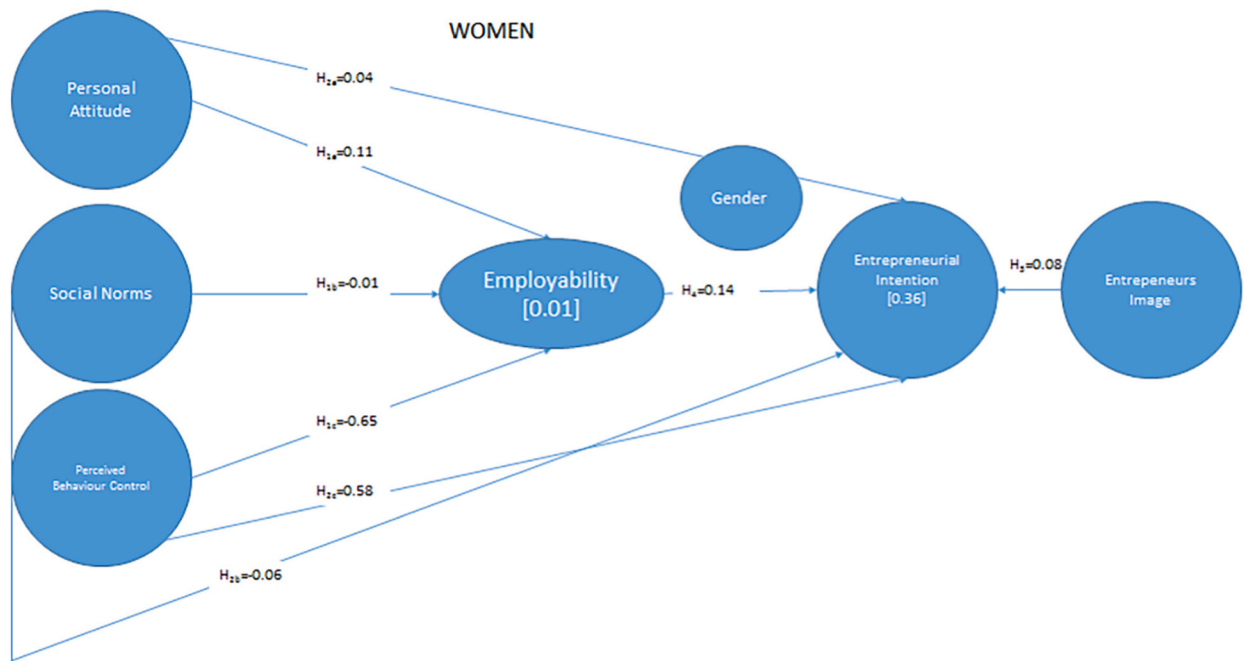 WOMEN
Personal
Attitude
H2a=0.04
H1a=0.11
Gender
Social Norms
H1b=-0.01
Employability
[0.01]
H4=0.14
Entrepreneurial
Intention
[0.36]
H3=0.08
Entrepeneurs
Image
Perceived
Behaviour Control
H1c=-0.65
H2c=0.58
H2b=-0.06